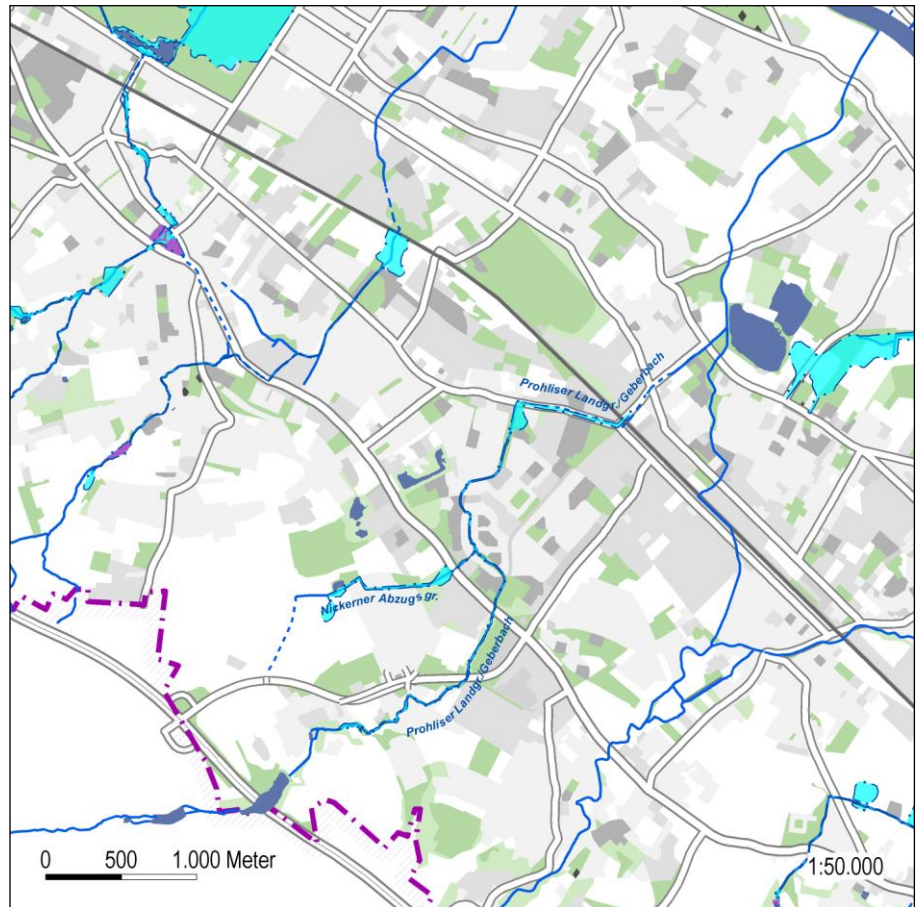 Prohliser Landgr./Geberbach
Nickerner Abzugsgr.
Prohliser Landgr./Geberbach
0 500 1.000 Meter
1:50.000